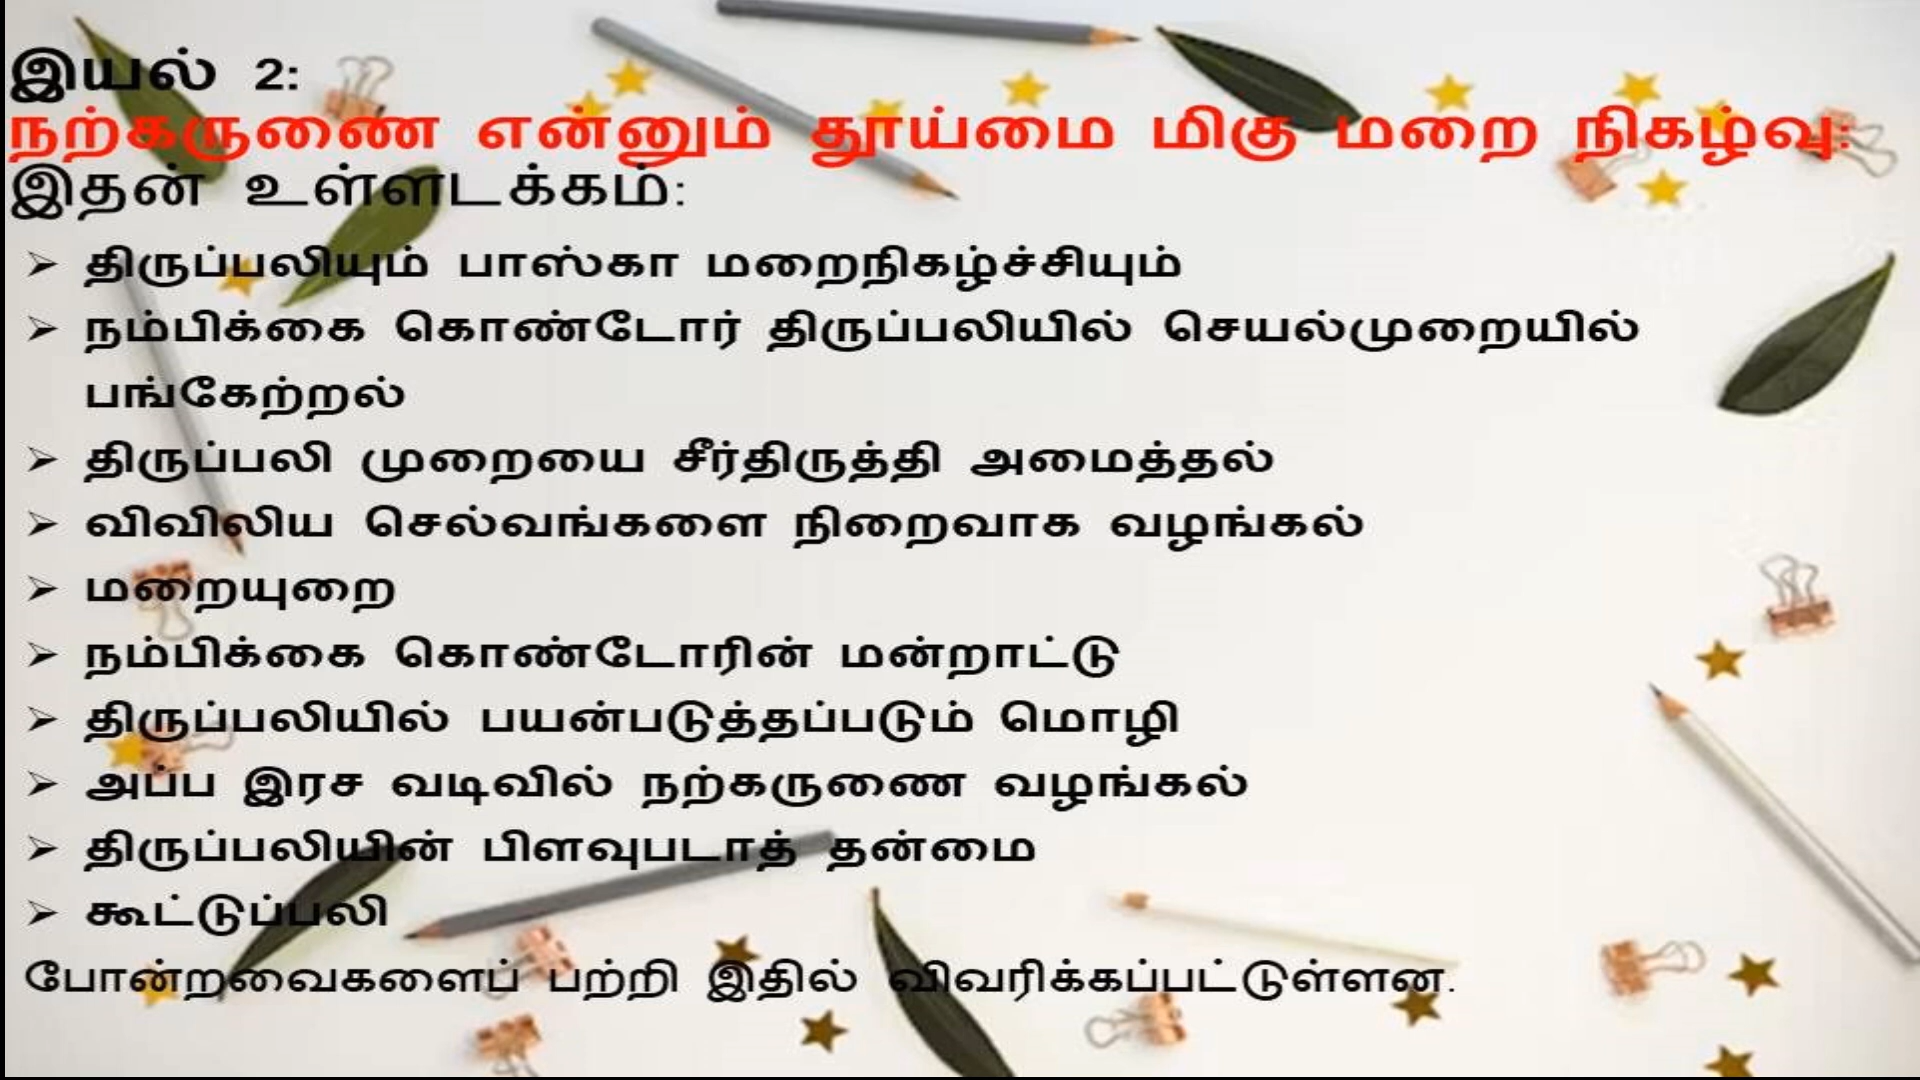 இயல் 2:
நற்கருணை என்னும் தூய்மை மிகு மறை நிகழ்வு:
இதன் உள்ளடக்கம்:
➢ திருப்பலியும் பாஸ்கா மறைநிகழ்ச்சியும்
➢ நம்பிக்கை கொண்டோர் திருப்பலியில் செயல்முறையில்
பங்கேற்றல்
➢ திருப்பலி முறையை சீர்திருத்தி அமைத்தல்
➢ விவிலிய செல்வங்களை நிறைவாக வழங்கல்
➢ மறையுறை
➢ நம்பிக்கை கொண்டோரின் மன்றாட்டு
➢ திருப்பலியில் பயன்படுத்தப்படும் மொழி
➢ அப்ப இரச வடிவில் நற்கருணை வழங்கல்
➢ திருப்பலியின் பிளவுபடாத் தன்மை
➢ கூட்டுப்பலி
போன்றவைகளைப் பற்றி இதில் விவரிக்கப்பட்டுள்ளன.